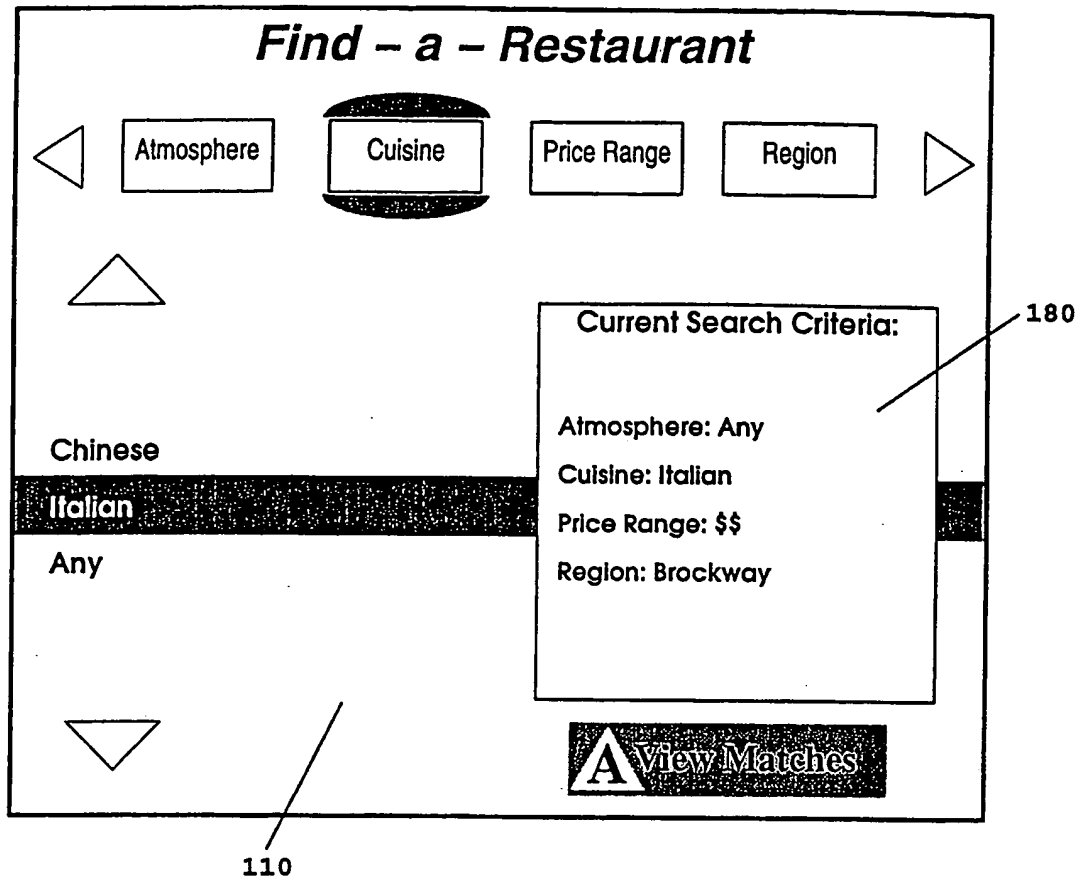 Find – a – Restaurant
Atmosphere Cuisine Price Range Region
Current Search Criteria:
180
Atmosphere: Any
Chinese
Cuisine: Italian
Italian
Price Range: $$
Any
Region: Brockway
A View Matches
110